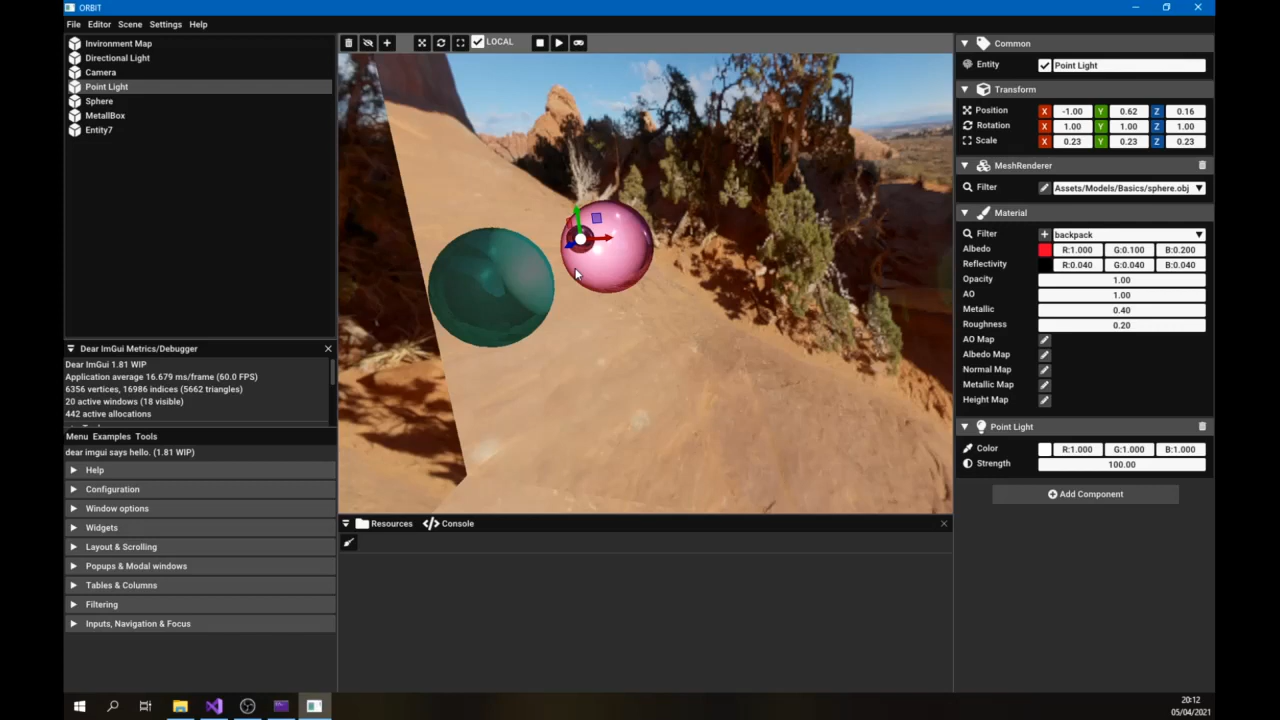 ORBIT
File Editor Scene Settings Help
Invironment Map
Directional Light
Camera
Point Light
Sphere
MetallBox
Entity7
LOCAL
Dear ImGui Metrics/Debugger
Dear ImGui 1.81 WIP
Application average 16.679 ms/frame (60.0 FPS)
6356 vertices, 16986 indices (5662 triangles)
20 active windows (18 visible)
442 active allocations
Menu Examples Tools
dear imgui says hello. (1.81 WIP)
Help
Configuration
Window options
Widgets
Layout & Scrolling
Popups & Modal windows
Tables & Columns
Filtering
Inputs, Navigation & Focus
Resources Console
Common
Entity Point Light
Transform
Position X -1.00 Y 0.62 Z 0.16
Rotation X 1.00 Y 1.00 Z 1.00
Scale X 0.23 Y 0.23 Z 0.23
MeshRenderer
Filter Assets/Models/Basics/sphere.obj
Material
Filter backpack
Albedo R:1.000 G:0.100 B:0.200
Reflectivity R:0.040 G:0.040 B:0.040
Opacity 1.00
AO 1.00
Metallic 0.40
Roughness 0.20
AO Map
Albedo Map
Normal Map
Metallic Map
Height Map
Point Light
Color R:1.000 G:1.000 B:1.000
Strength 100.00
Add Component
20:12
05/04/2021